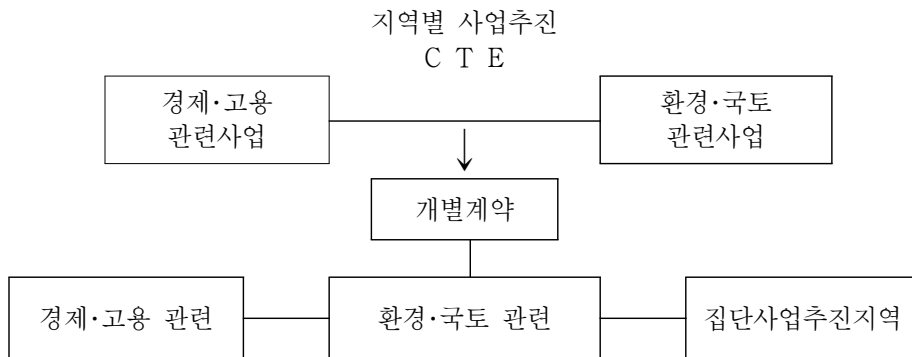 지역별 사업추진
C T E
경제·고용
관련사업
환경·국토
관련사업
개별계약
경제·고용 관련
환경·국토 관련
집단사업추진지역